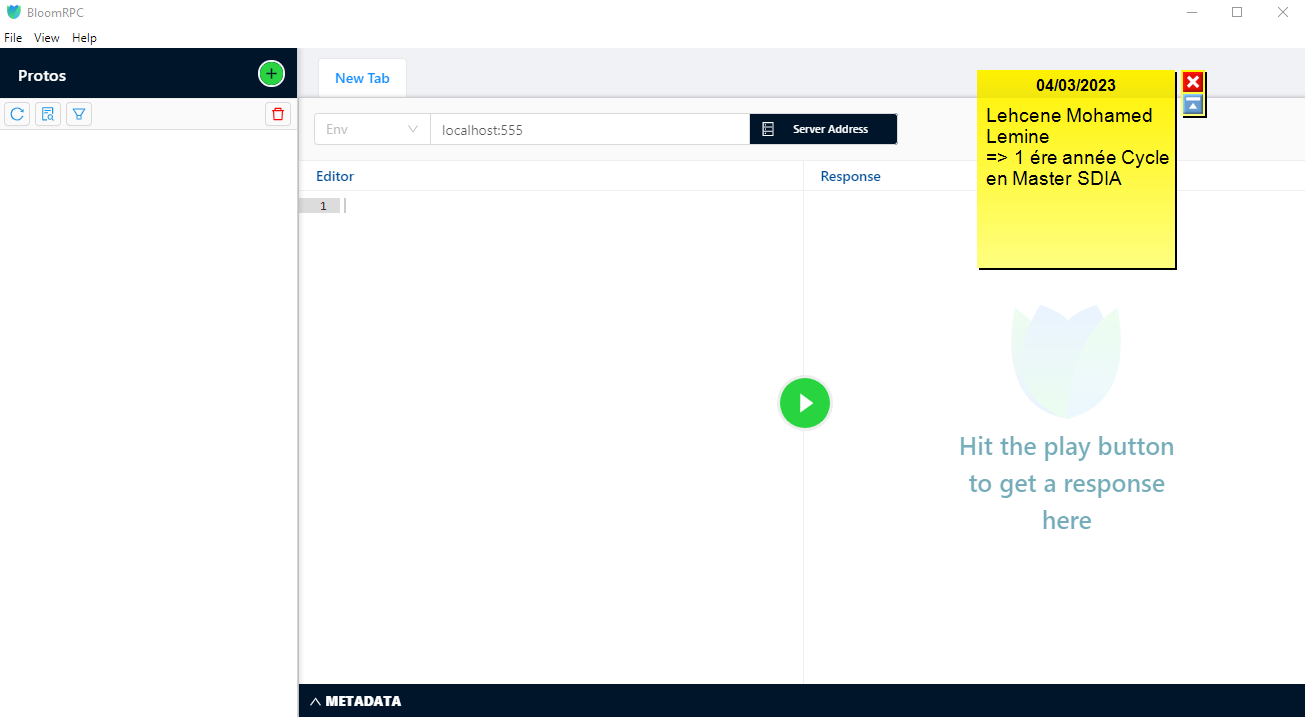 BloomRPC
File View Help
Protos
New Tab
Env
localhost:555
Server Address
Editor
Response
1
04/03/2023
Lehcene Mohamed
Lemine
=> 1 ére année Cycle
en Master SDIA
Hit the play button
to get a response
here
METADATA